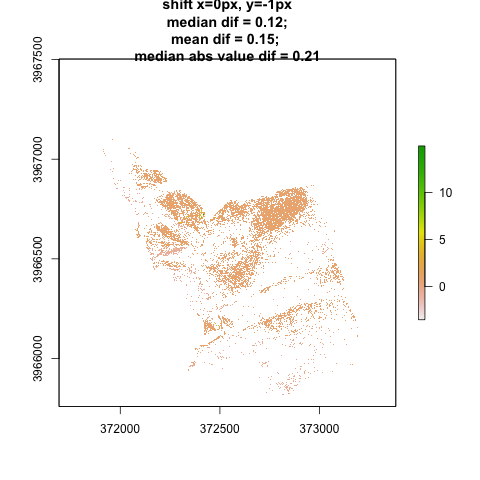 shift x=0px, y=-1px
median dif = 0.12;
mean dif = 0.15;
median abs value dif = 0.21
3967500
3967000
3966500
3966000
10
5
0
372000
372500
373000